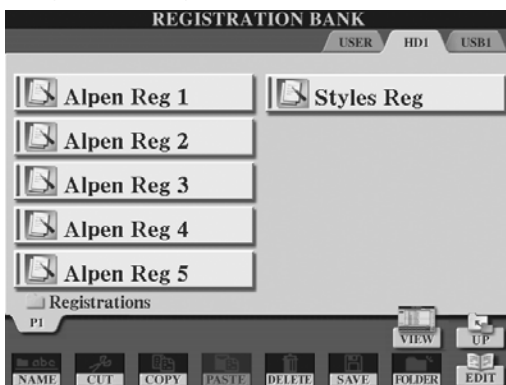 REGISTRATION BANK
USER HD1 USB1
Alpen Reg 1
Styles Reg
Alpen Reg 2
Alpen Reg 3
Alpen Reg 4
Alpen Reg 5
Registrations
P1
VIEW UP
abc
NAME CUT COPY PASTE DELETE SAVE FOLDER EDIT